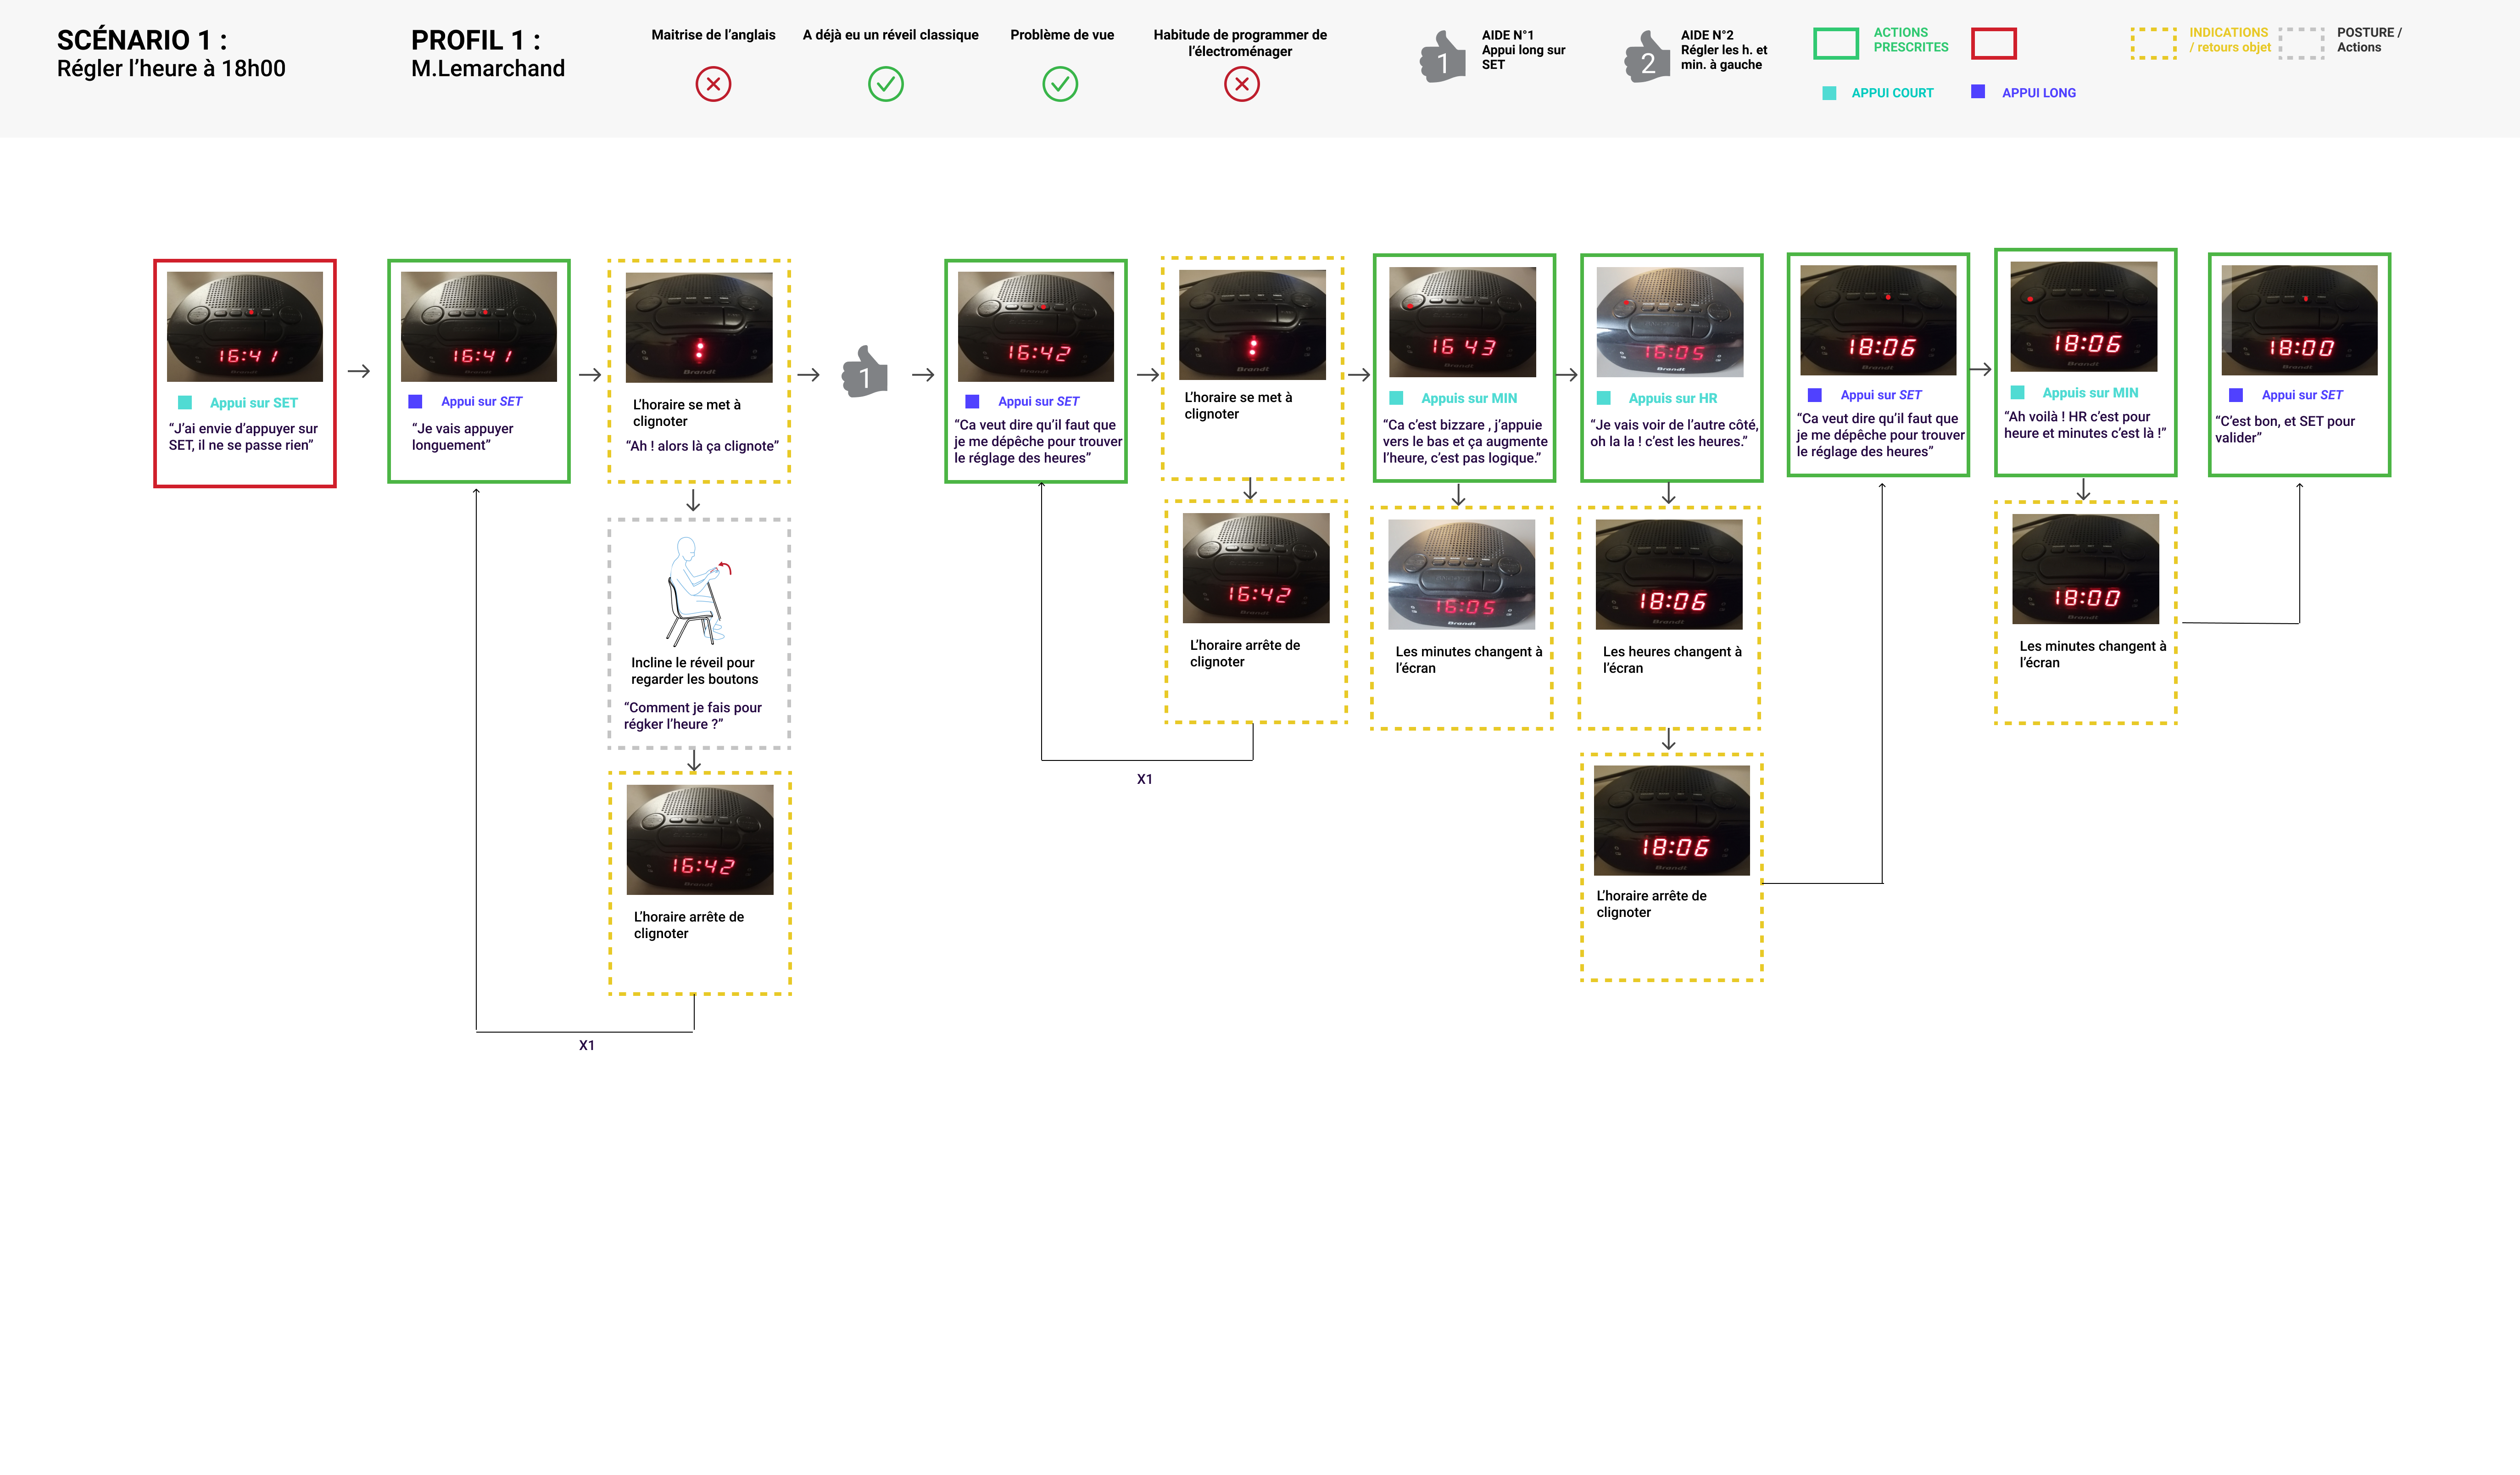 SCÉNARIO 1 :
Régler l’heure à 18h00
PROFIL 1 :
M.Lemarchand
Maitrise de l’anglais
A déjà eu un réveil classique
Problème de vue
Habitude de programmer de
l’électroménager
1
AIDE N°1
Appui long sur
SET
2
AIDE N°2
Régler les h. et
min. à gauche
ACTIONS
PRESCRITES
INDICATIONS
/ retours objet
POSTURE /
Actions
APPUI COURT
APPUI LONG
16:41
Appui sur SET
“J’ai envie d’appuyer sur
SET, il ne se passe rien”
16:41
Appui sur SET
“Je vais appuyer
longuement”
Brandt
L’horaire se met à
clignoter
“Ah ! alors là ça clignote”
Incline le réveil pour
regarder les boutons
“Comment je fais pour
régker l’heure ?”
16:42
Brandt
L’horaire arrête de
clignoter
X1
1
16:42
Appui sur SET
“Ca veut dire qu’il faut que
je me dépêche pour trouver
le réglage des heures”
Brandt
L’horaire se met à
clignoter
16:42
Brandt
L’horaire arrête de
clignoter
X1
16 43
Appuis sur MIN
“Ca c’est bizzare , j’appuie
vers le bas et ça augmente
l’heure, c’est pas logique.”
16:05
Brandt
Les minutes changent à
l’écran
16:05
Brandt
Appuis sur HR
“Je vais voir de l’autre côté,
oh la la ! c’est les heures.”
18:06
Brandt
Les heures changent à
l’écran
18:06
Brandt
L’horaire arrête de
clignoter
18:06
Appui sur SET
“Ca veut dire qu’il faut que
je me dépêche pour trouver
le réglage des heures”
18:06
Appuis sur MIN
“Ah voilà ! HR c’est pour
heure et minutes c’est là !”
18:00
Brandt
Les minutes changent à
l’écran
18:00
Appui sur SET
“C’est bon, et SET pour
valider”